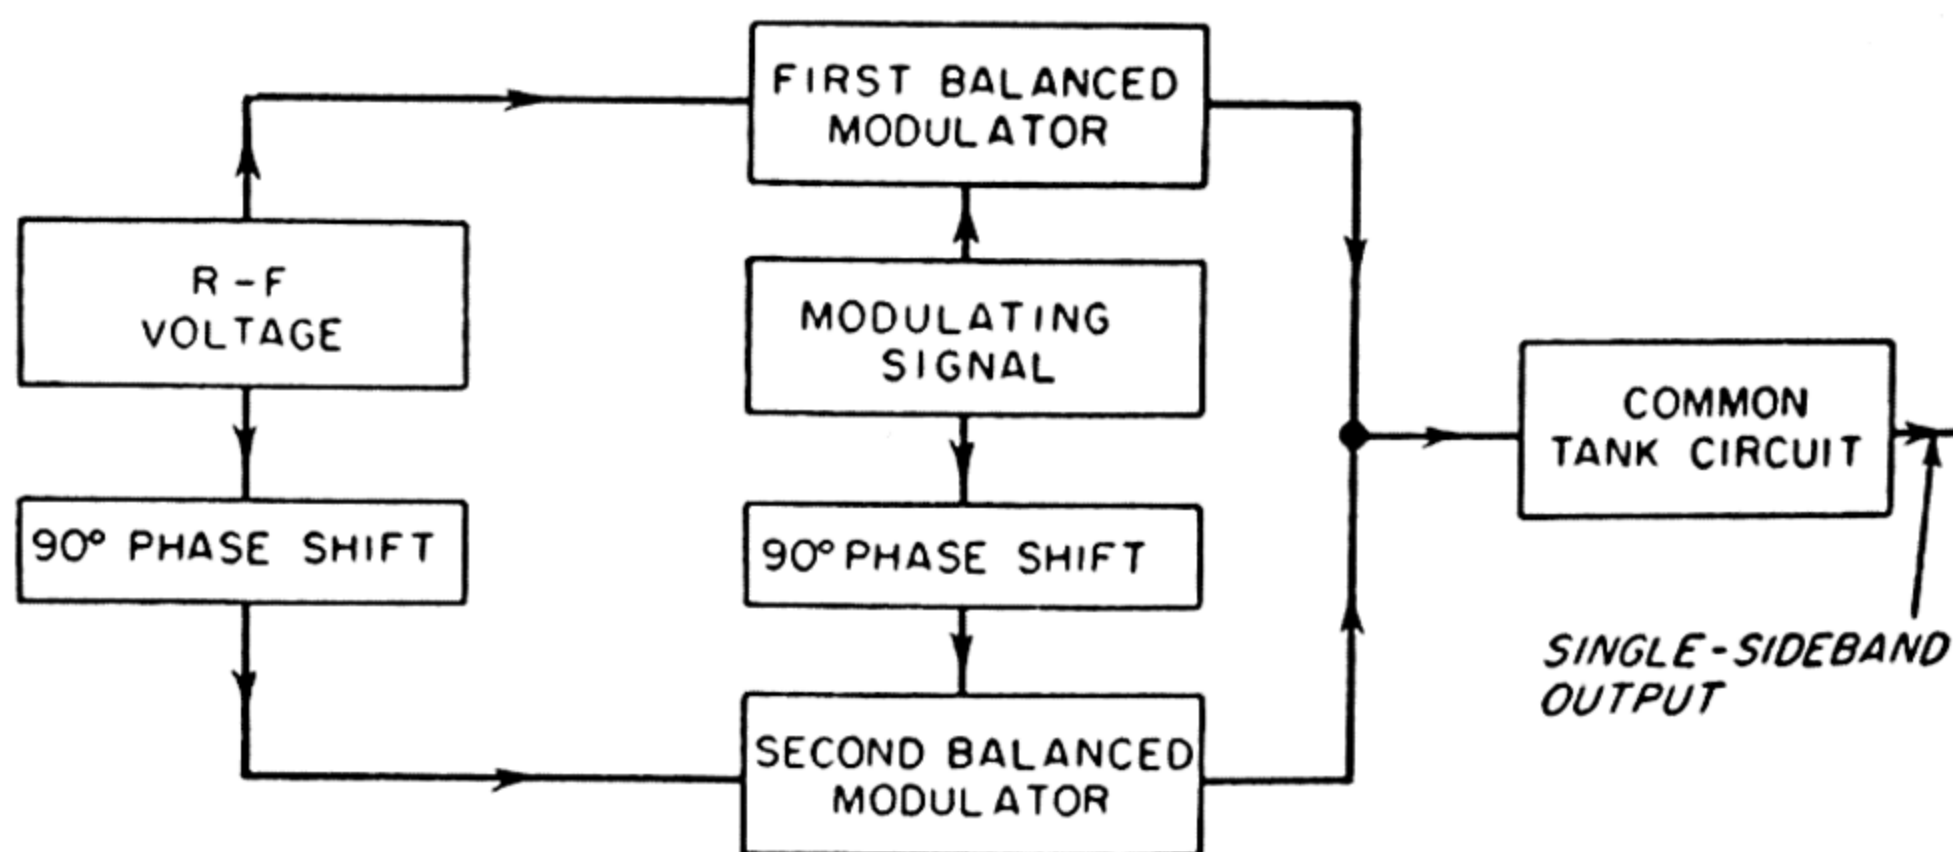 FIRST BALANCED
MODULATOR
R-F
VOLTAGE
MODULATING
SIGNAL
COMMON
TANK CIRCUIT
90° PHASE SHIFT
90° PHASE SHIFT
SINGLE-SIDEBAND
OUTPUT
SECOND BALANCED
MODULATOR